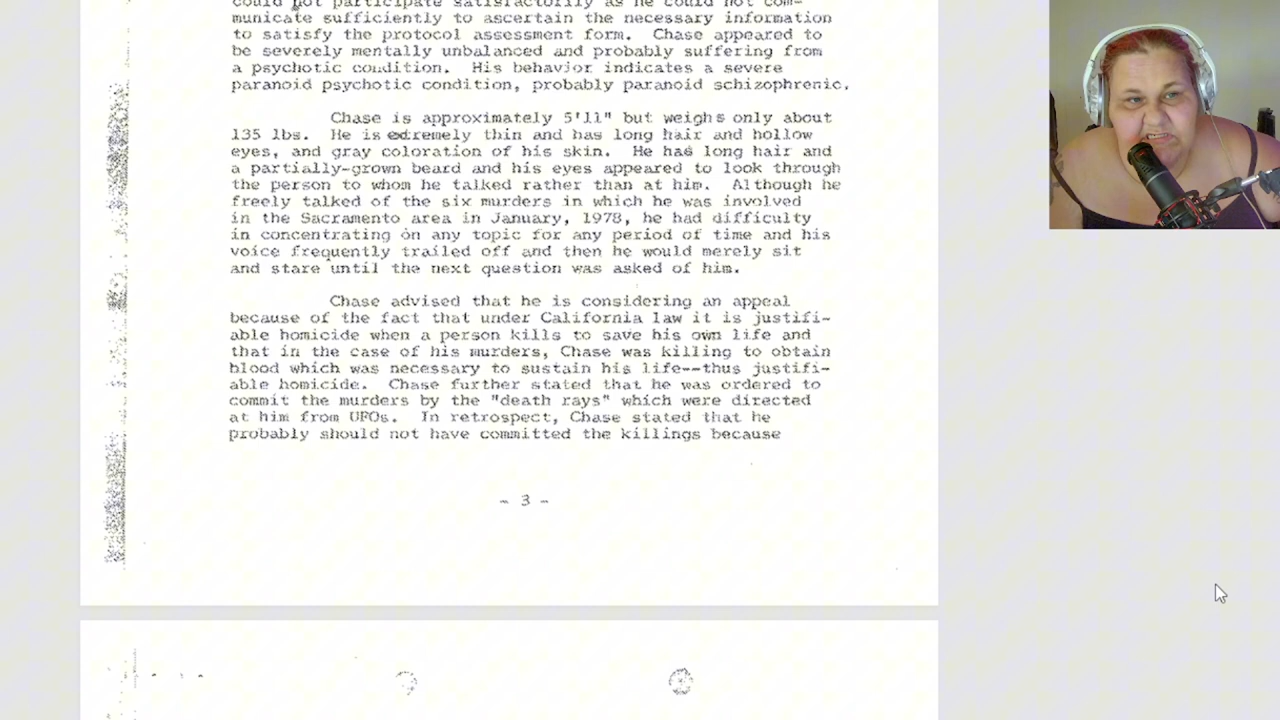 could not participate satisfactorily as he could not com-
municate sufficiently to ascertain the necessary information
to satisfy the protocol assessment form. Chase appeared to
be severely mentally unbalanced and probably suffering from
a psychotic condition. His behavior indicates a severe
paranoid psychotic condition, probably paranoid schizophrenic.
Chase is approximately 5'11" but weighs only about
135 lbs. He is extremely thin and has long hair and hollow
eyes, and gray coloration of his skin. He has long hair and
a partially-grown beard and his eyes appeared to look through
the person to whom he talked rather than at him. Although he
freely talked of the six murders in which he was involved
in the Sacramento area in January, 1978, he had difficulty
in concentrating on any topic for any period of time and his
voice frequently trailed off and then he would merely sit
and stare until the next question was asked of him.
Chase advised that he is considering an appeal
because of the fact that under California law it is justifi-
able homicide when a person kills to save his own life and
that in the case of his murders, Chase was killing to obtain
blood which was necessary to sustain his life--thus justifi-
able homicide. Chase further stated that he was ordered to
commit the murders by the "death rays" which were directed
at him from UFOs. In retrospect, Chase stated that he
probably should not have committed the killings because
- 3 -